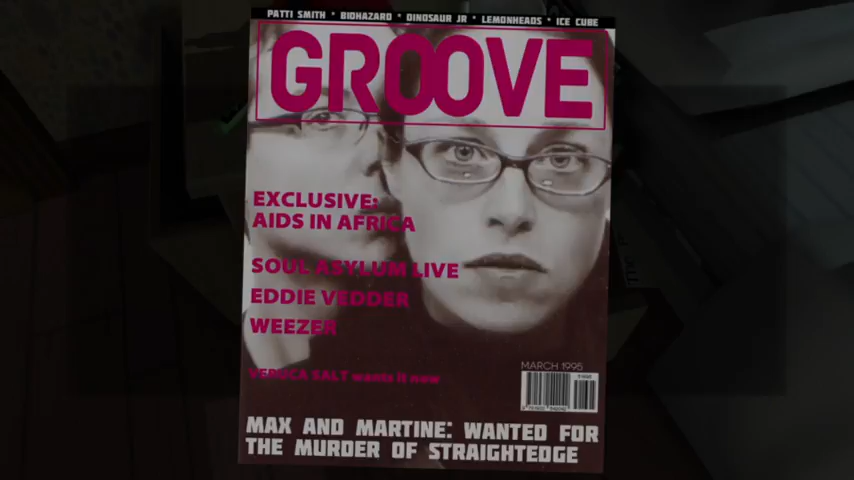 PATTI SMITH * BIOHAZARD * DINOSAUR JR * LEMONHEADS * ICE CUBE
GROOVE
EXCLUSIVE:
AIDS IN AFRICA
SOUL ASYLUM LIVE
EDDIE VEDDER
WEEZER
VERUCA SALT wants it now
MARCH 1995
MAX AND MARTINE: WANTED FOR
THE MURDER OF STRAIGHTEDGE